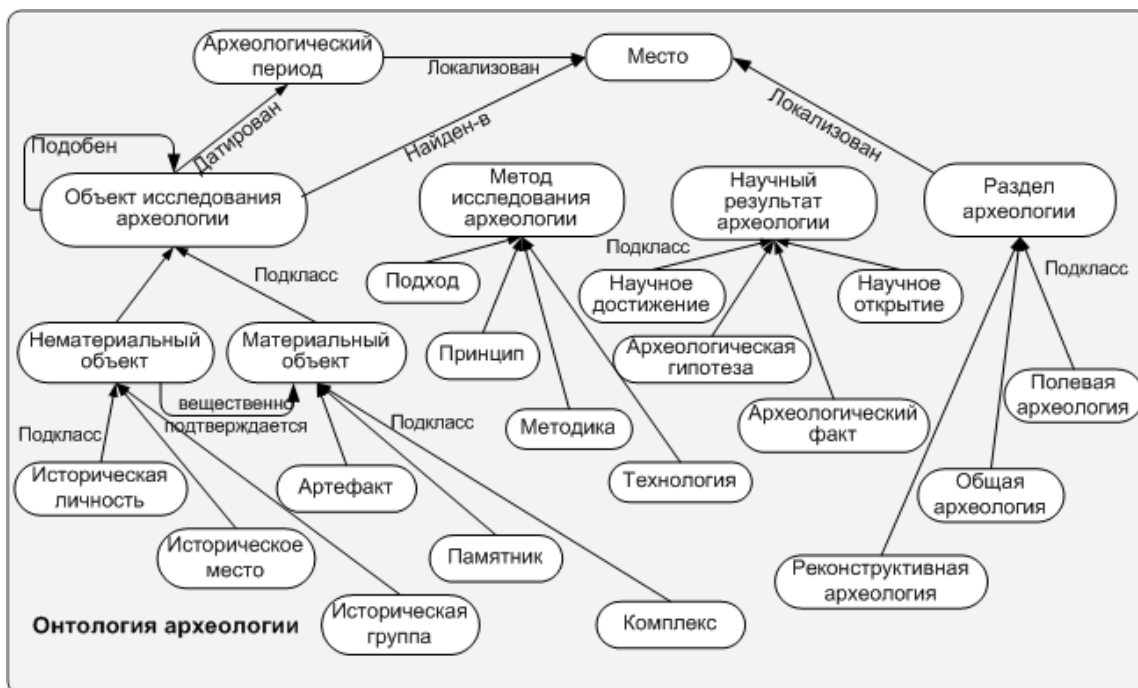 Археологический
период
Локализован
Место
Подобен
Датирован
Найден-в
Локализован
Объект исследования
археологии
Метод
исследования
археологии
Научный
результат
археологии
Раздел
археологии
Подкласс
Подкласс
Подкласс
Подход
Научное
достижение
Научное
открытие
Нематериальный
объект
Материальный
объект
Принцип
Археологическая
гипотеза
Полевая
археология
вещественно
подтверждается
Подкласс
Подкласс
Методика
Археологический
факт
Историческая
личность
Артефакт
Технология
Общая
археология
Историческое
место
Памятник
Реконструктивная
археология
Онтология археологии
Историческая
группа
Комплекс